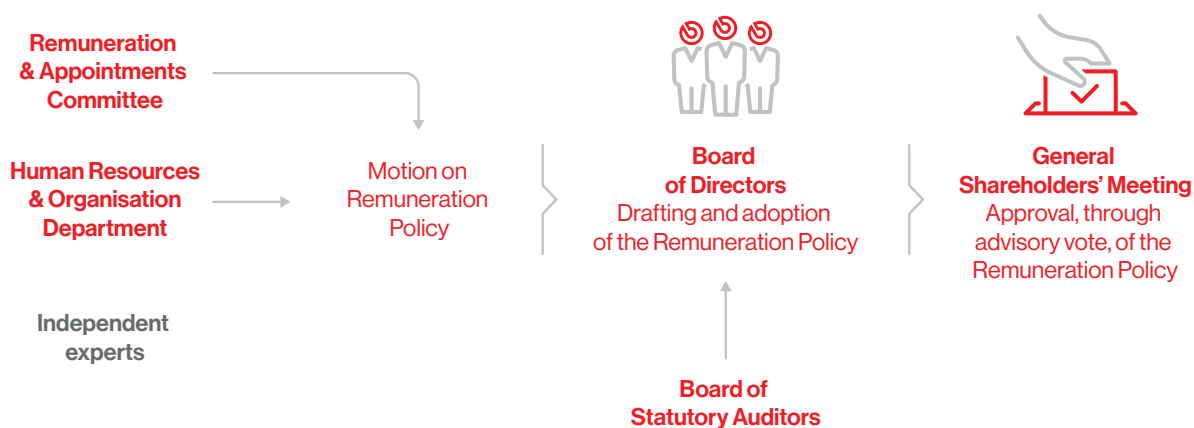 Remuneration
& Appointments
Committee
Human Resources
& Organisation
Department
Independent
experts
Motion on
Remuneration
Policy
Board
of Directors
Drafting and adoption
of the Remuneration Policy
Board of
Statutory Auditors
General
Shareholders’ Meeting
Approval, through
advisory vote, of the
Remuneration Policy